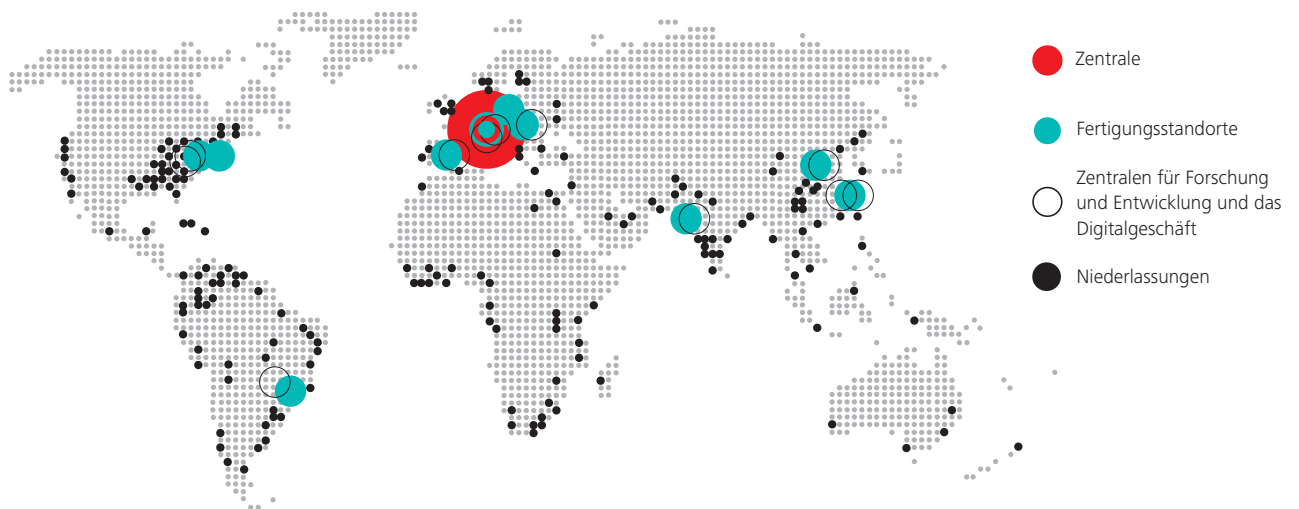 Zentrale
Fertigungsstandorte
Zentralen für Forschung
und Entwicklung und das
Digitalgeschäft
Niederlassungen